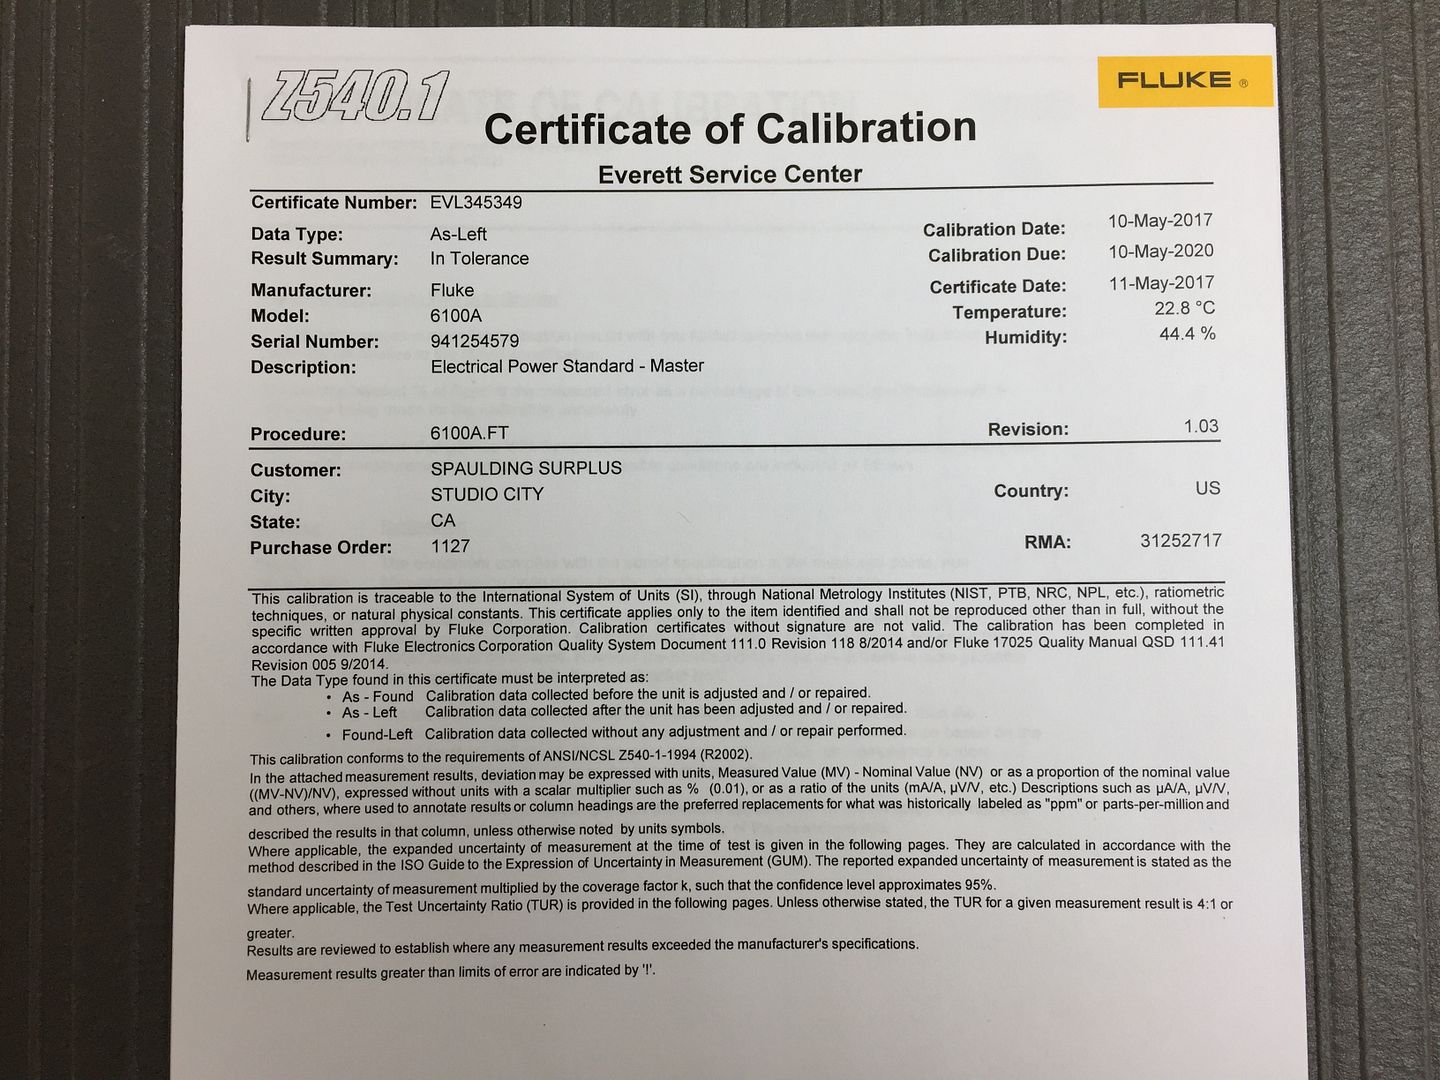 Z540.1
FLUKE ®
Certificate of Calibration
Everett Service Center
Certificate Number: EVL345349
Data Type: As-Left
Calibration Date: 10-May-2017
Result Summary: In Tolerance
Calibration Due: 10-May-2020
Manufacturer: Fluke
Certificate Date: 11-May-2017
Model: 6100A
Temperature: 22.8 °C
Serial Number: 941254579
Humidity: 44.4 %
Description: Electrical Power Standard - Master
Procedure: 6100A.FT
Revision: 1.03
Customer: SPAULDING SURPLUS
City: STUDIO CITY
Country: US
State: CA
Purchase Order: 1127
RMA: 31252717
This calibration is traceable to the International System of Units (SI), through National Metrology Institutes (NIST, PTB, NRC, NPL, etc.), ratiometric
techniques, or natural physical constants. This certificate applies only to the item identified and shall not be reproduced other than in full, without the
specific written approval by Fluke Corporation. Calibration certificates without signature are not valid. The calibration has been completed in
accordance with Fluke Electronics Corporation Quality System Document 111.0 Revision 118 8/2014 and/or Fluke 17025 Quality Manual QSD 111.41
Revision 005 9/2014.
The Data Type found in this certificate must be interpreted as:
• As - Found Calibration data collected before the unit is adjusted and / or repaired.
• As - Left Calibration data collected after the unit has been adjusted and / or repaired.
• Found-Left Calibration data collected without any adjustment and / or repair performed.
This calibration conforms to the requirements of ANSI/NCSL Z540-1-1994 (R2002).
In the attached measurement results, deviation may be expressed with units, Measured Value (MV) - Nominal Value (NV) or as a proportion of the nominal value
((MV-NV)/NV), expressed without units with a scalar multiplier such as % (0.01), or as a ratio of the units (mA/A, µV/V, etc.) Descriptions such as µA/A, µV/V,
and others, where used to annotate results or column headings are the preferred replacements for what was historically labeled as "ppm" or parts-per-million and
described the results in that column, unless otherwise noted by units symbols.
Where applicable, the expanded uncertainty of measurement at the time of test is given in the following pages. They are calculated in accordance with the
method described in the ISO Guide to the Expression of Uncertainty in Measurement (GUM). The reported expanded uncertainty of measurement is stated as the
standard uncertainty of measurement multiplied by the coverage factor k, such that the confidence level approximates 95%.
Where applicable, the Test Uncertainty Ratio (TUR) is provided in the following pages. Unless otherwise stated, the TUR for a given measurement result is 4:1 or
greater.
Results are reviewed to establish where any measurement results exceeded the manufacturer's specifications.
Measurement results greater than limits of error are indicated by '!'.